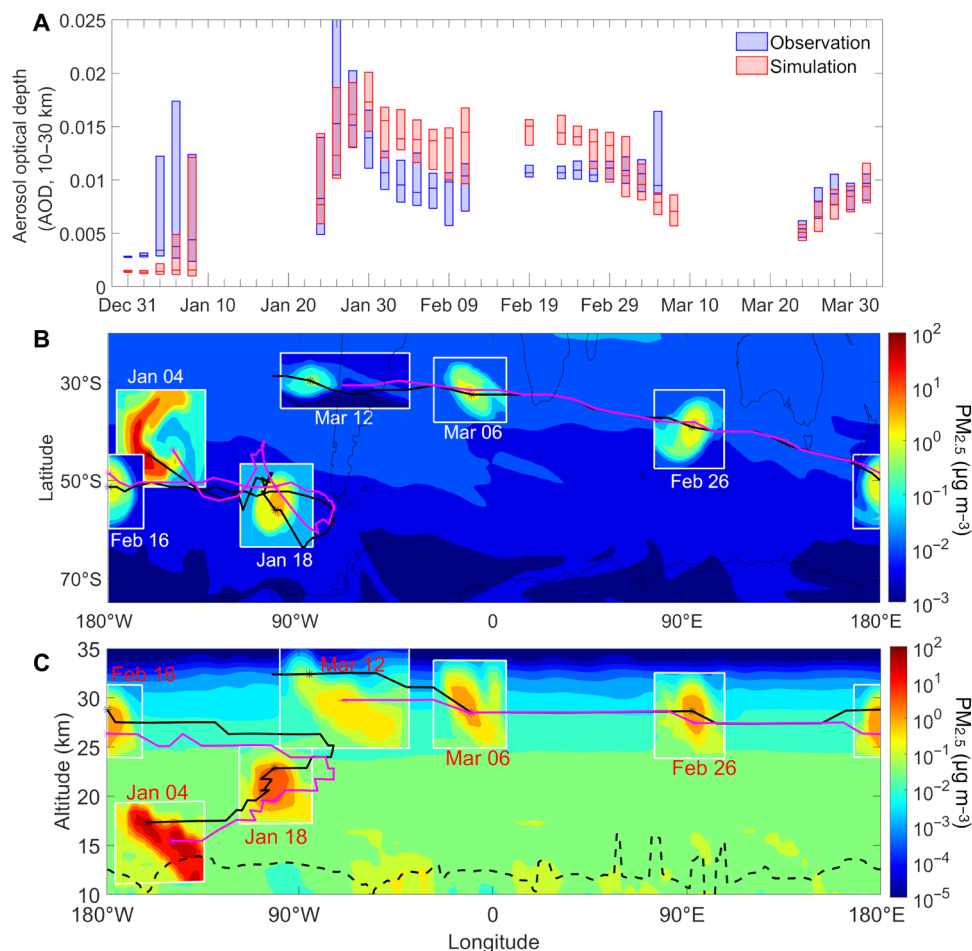 A
Aerosol optical depth
(AOD, 10–30 km)
0.025
0.02
0.015
0.01
0.005
0
Observation
Simulation
Dec 31 Jan 10 Jan 20 Jan 30 Feb 09 Feb 19 Feb 29 Mar 10 Mar 20 Mar 30
B
Latitude
30°S
50°S
70°S
Jan 04
Mar 12
Mar 06
Feb 26
Feb 16
Jan 18
180°W 90°W 0 90°E 180°E
10²
10¹
10⁰
10⁻¹
10⁻²
10⁻³
PM₂.₅ (μg m⁻³)
C
Altitude (km)
35
30
25
20
15
10
Feb 16
Mar 12
Mar 06
Feb 26
Jan 04
Jan 18
180°W 90°W 0 90°E 180°E
Longitude
10²
10¹
10⁰
10⁻¹
10⁻²
10⁻³
10⁻⁴
10⁻⁵
PM₂.₅ (μg m⁻³)